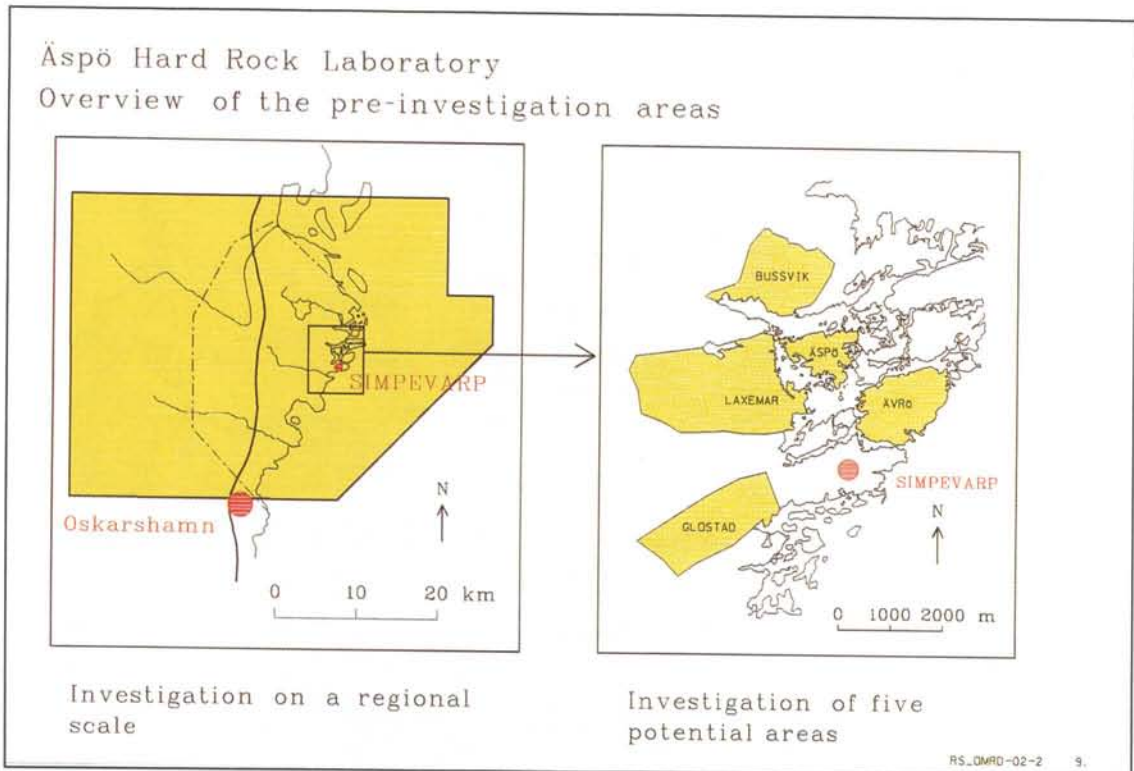 Äspö Hard Rock Laboratory
Overview of the pre-investigation areas
SIMPEVARP
N
Oskarshamn
0 10 20 km
BUSSVIK
ÄSPÖ
LAXEMAR
ÄVRÖ
SIMPEVARP
N
GLOSTAD
0 1000 2000 m
Investigation on a regional
scale
Investigation of five
potential areas
RS_OMRD-02-2 9.